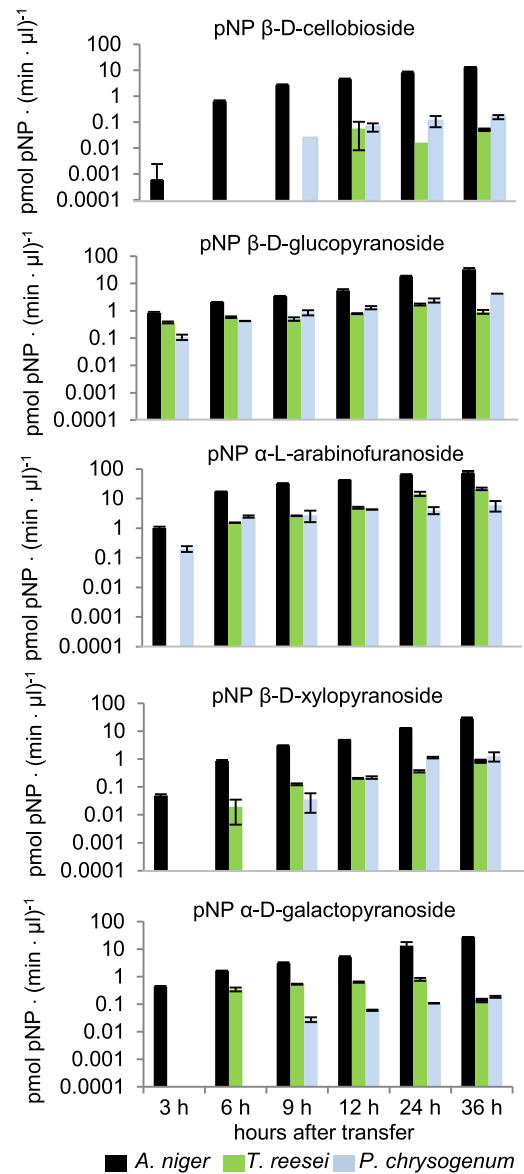 pNP β-D-cellobioside
pmol pNP · (min · µl)-1
100
10
1
0.1
0.01
0.001
0.0001
pNP β-D-glucopyranoside
pmol pNP · (min · µl)-1
100
10
1
0.1
0.01
0.001
0.0001
pNP α-L-arabinofuranoside
pmol pNP · (min · µl)-1
100
10
1
0.1
0.01
0.001
0.0001
pNP β-D-xylopyranoside
pmol pNP · (min · µl)-1
100
10
1
0.1
0.01
0.001
0.0001
pNP α-D-galactopyranoside
pmol pNP · (min · µl)-1
100
10
1
0.1
0.01
0.001
0.0001
3 h 6 h 9 h 12 h 24 h 36 h
hours after transfer
A. niger T. reesei P. chrysogenum